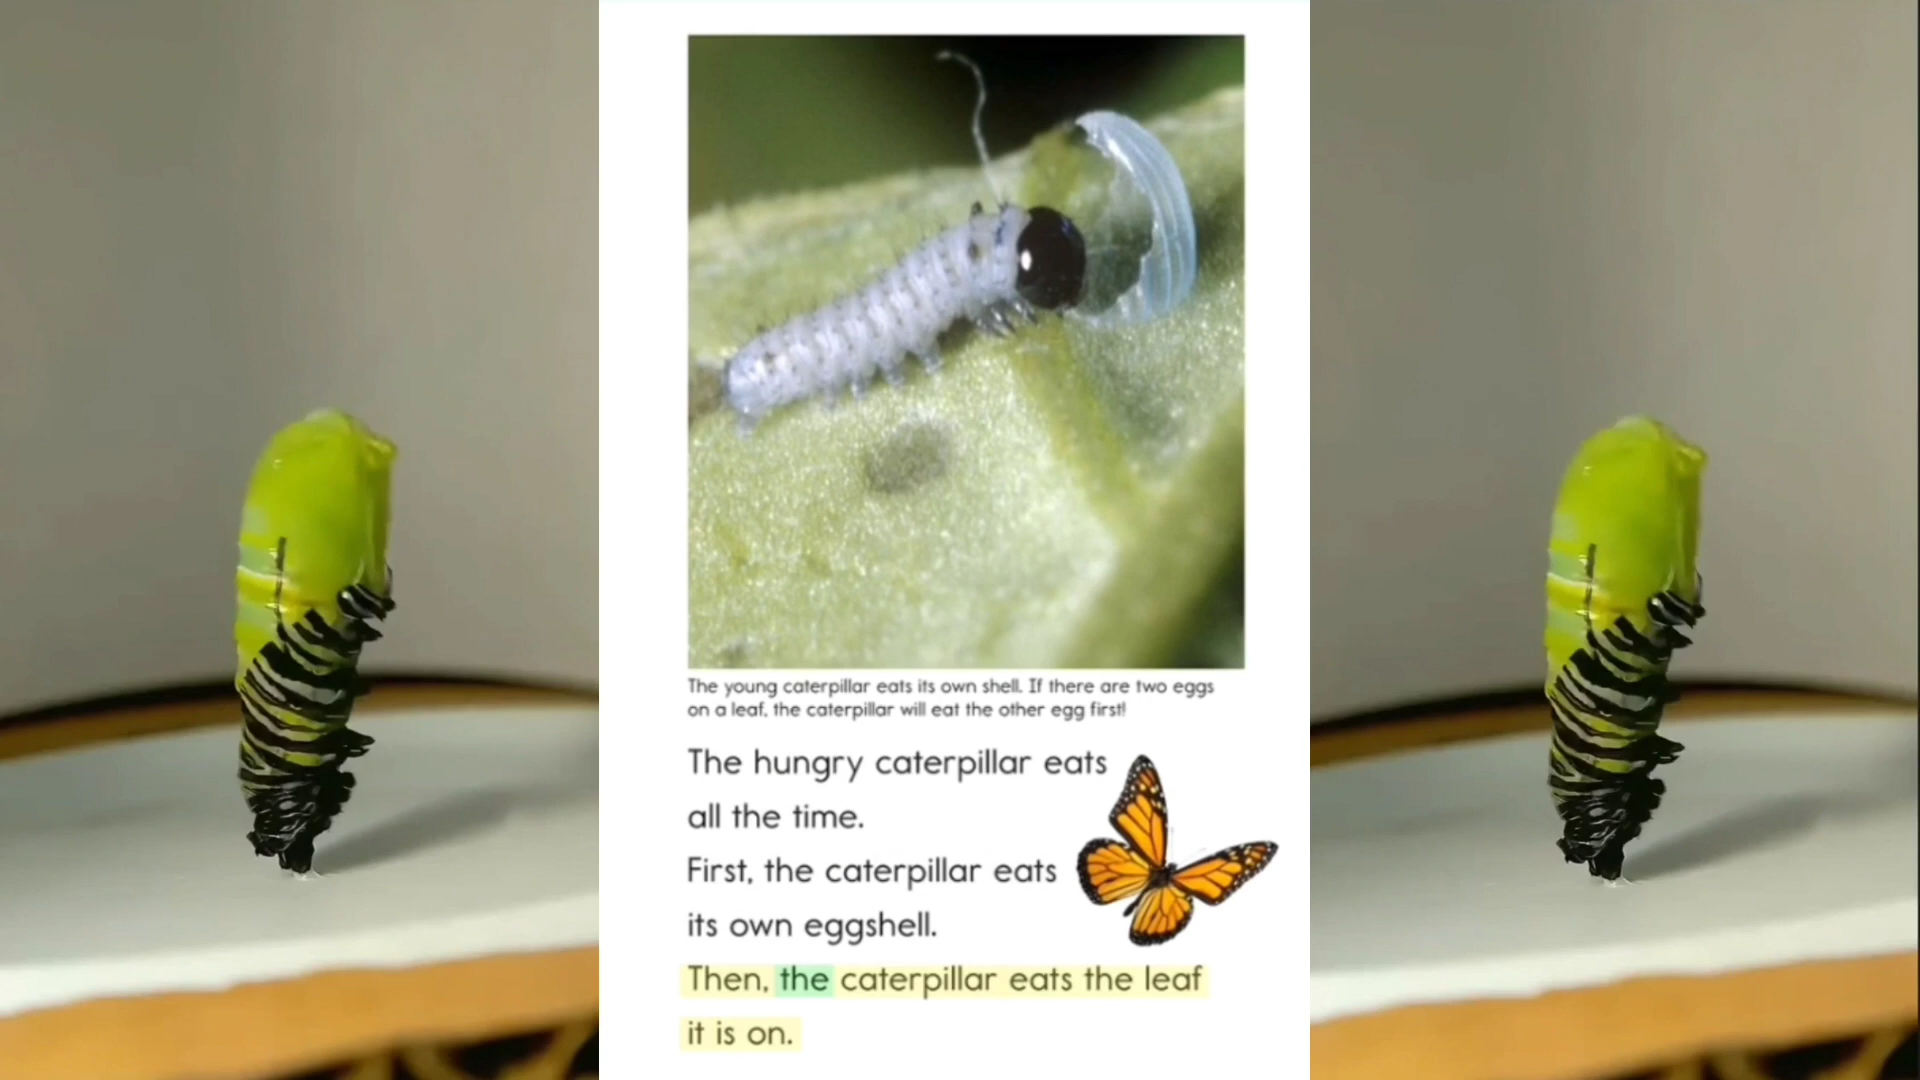 The young caterpillar eats its own shell. If there are two eggs
on a leaf, the caterpillar will eat the other egg first!
The hungry caterpillar eats
all the time.
First, the caterpillar eats
its own eggshell.
Then, the caterpillar eats the leaf
it is on.